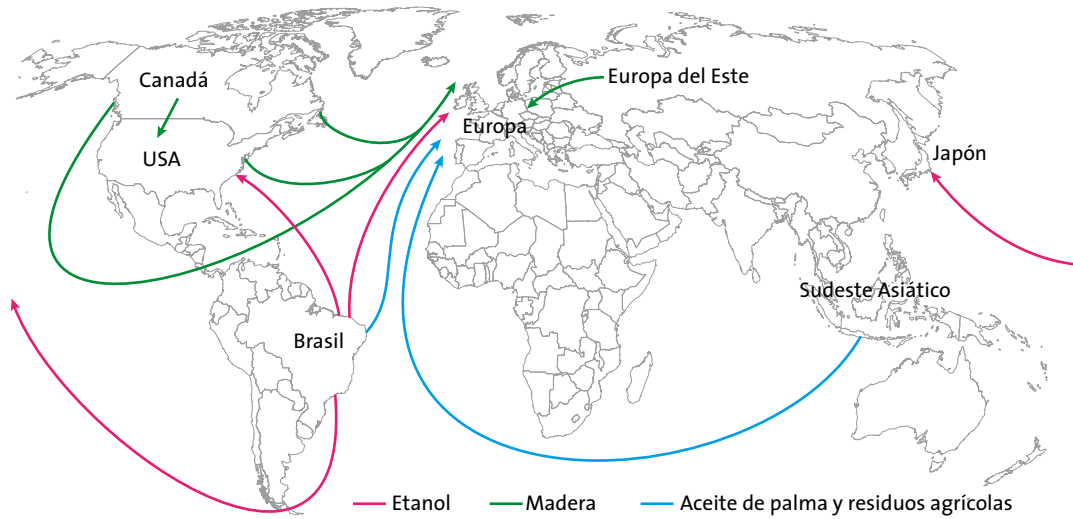 Canadá
Europa del Este
Europa
USA
Japón
Sudeste Asiático
Brasil
Etanol
Madera
Aceite de palma y residuos agrícolas